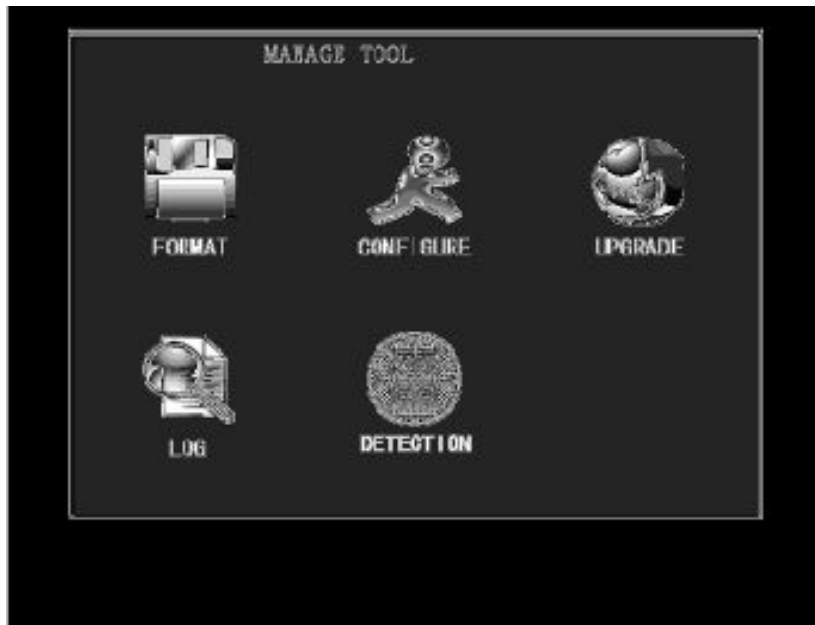 MANAGE TOOL
FORMAT
CONFIGURE
UPGRADE
LOG
DETECTION